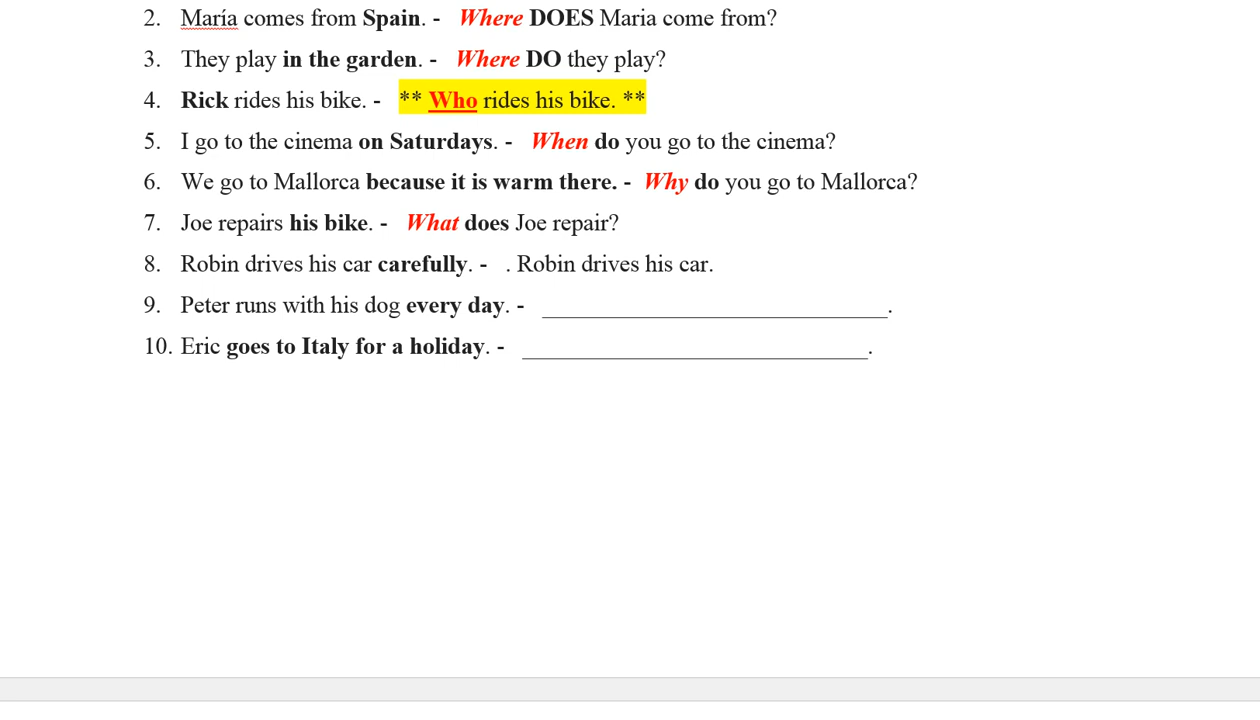 2. María comes from Spain. - Where DOES Maria come from?
3. They play in the garden. - Where DO they play?
4. Rick rides his bike. - ** Who rides his bike. **
5. I go to the cinema on Saturdays. - When do you go to the cinema?
6. We go to Mallorca because it is warm there. - Why do you go to Mallorca?
7. Joe repairs his bike. - What does Joe repair?
8. Robin drives his car carefully. - . Robin drives his car.
9. Peter runs with his dog every day. - ______________________________.
10. Eric goes to Italy for a holiday. - ______________________________.